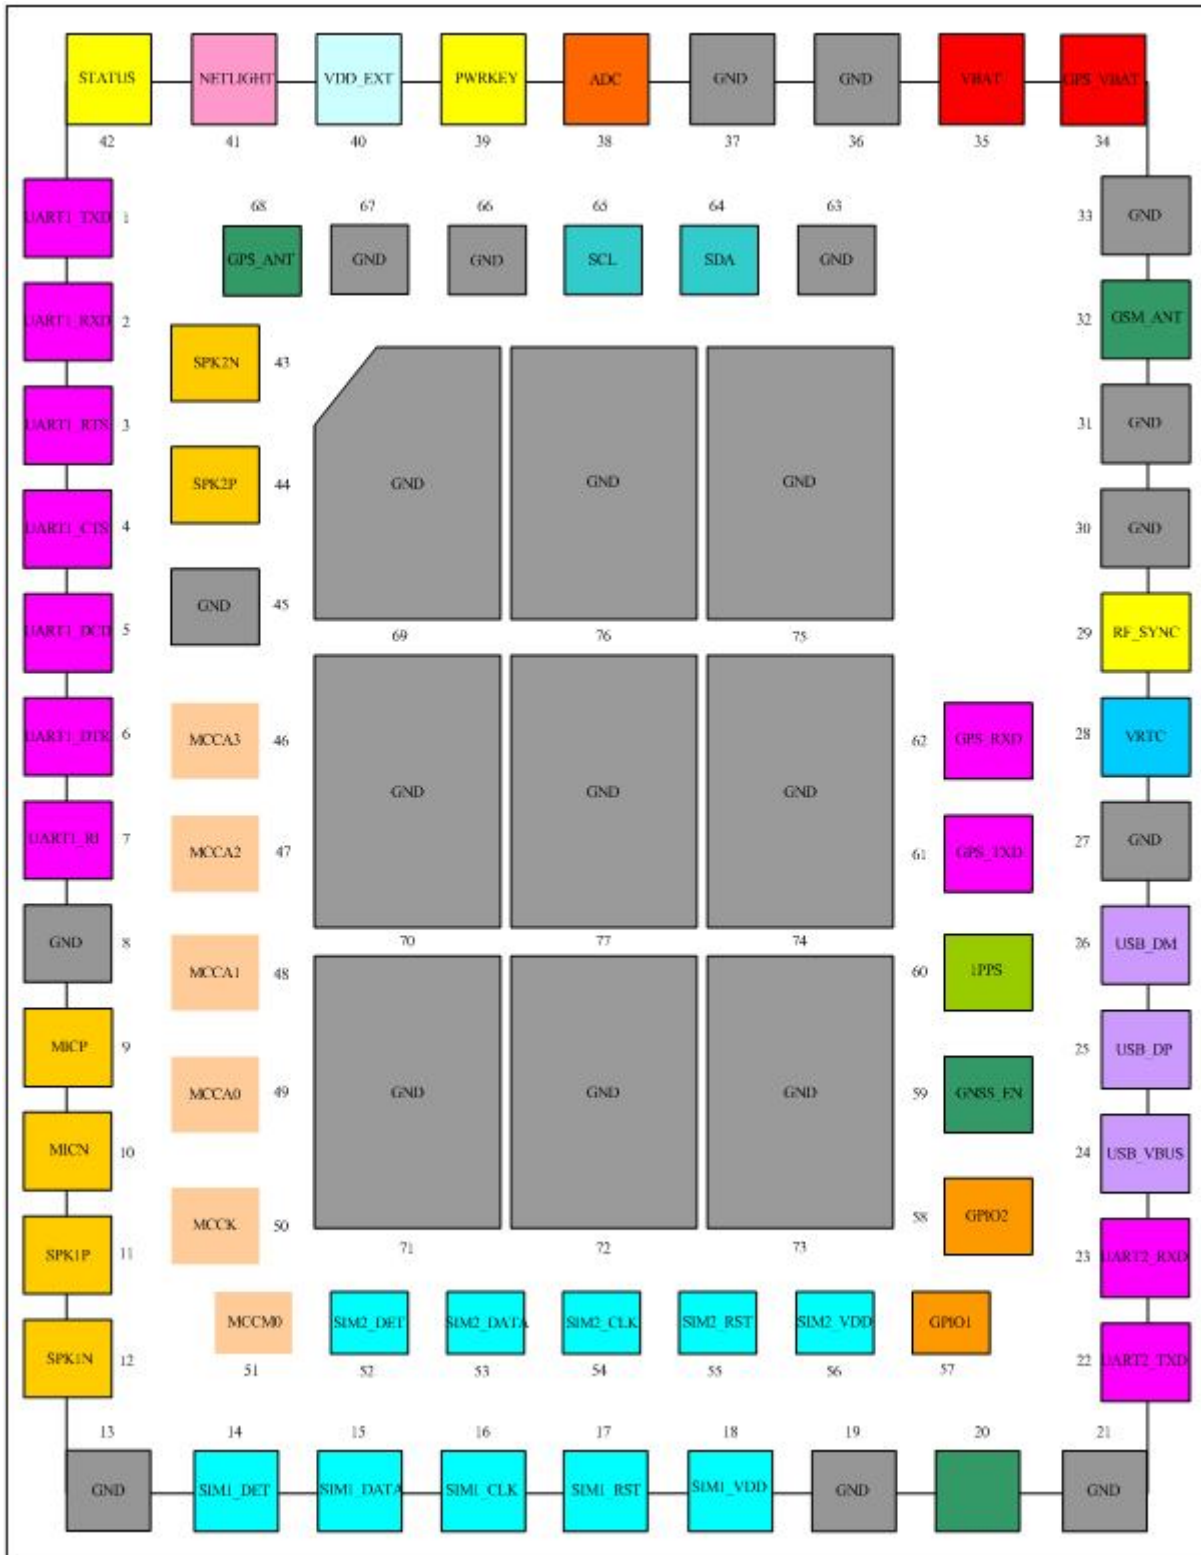 STATUS NETLIGHT VDD_EXT PWRKEY ADC GND GND VBAT GPS_VBAT
42 41 40 39 38 37 36 35 34
UART1_TXD 1
68 67 66 65 64 63
33 GND
GPS_ANT GND GND SCL SDA GND
UART1_RXD 2
32 GSM_ANT
SPK2N 43
UART1_RTS 3
31 GND
SPK2P 44
GND GND GND
UART1_CTS 4
30 GND
GND 45
UART1_DCD 5
69 76 75
29 RF_SYNC
UART1_DTR 6
MCCA3 46
62 GPS_RXD
28 VRTC
GND GND GND
UART1_RI 7
MCCA2 47
61 GPS_TXD
27 GND
GND 8
70 77 74
26 USB_DM
MCCA1 48
60 1PPS
MICP 9
25 USB_DP
MCCA0 49
GND GND GND
59 GNSS_EN
MICN 10
24 USB_VBUS
MCCK 50
58 GPIO2
SPK1P 11
71 72 73
23 UART2_RXD
MCCM0 SIM2_DET SIM2_DATA SIM2_CLK SIM2_RST SIM2_VDD GPIO1
51 52 53 54 55 56 57
SPK1N 12
22 UART2_TXD
13 14 15 16 17 18 19 20 21
GND SIM1_DET SIM1_DATA SIM1_CLK SIM1_RST SIM1_VDD GND GND